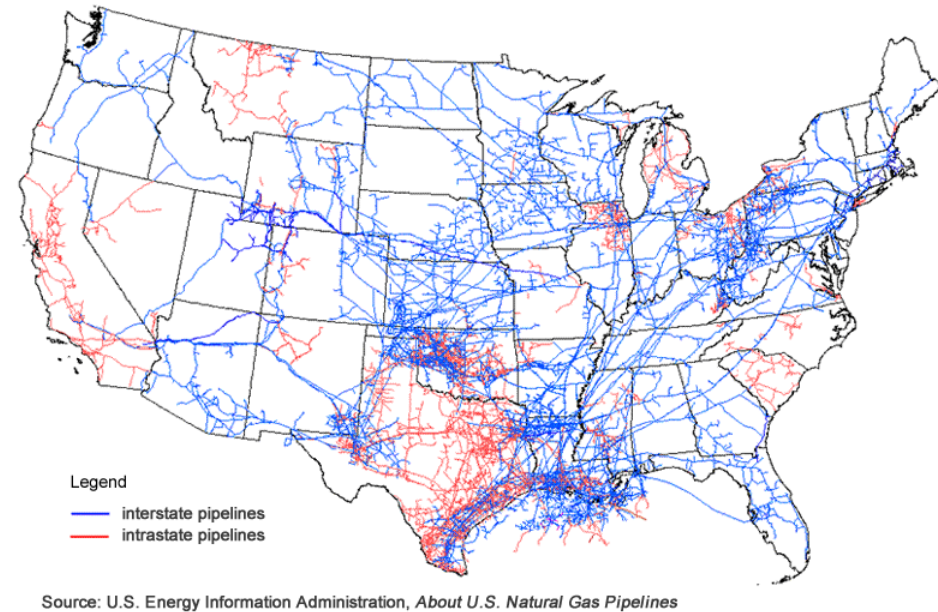 Legend
interstate pipelines
intrastate pipelines
Source: U.S. Energy Information Administration, About U.S. Natural Gas Pipelines